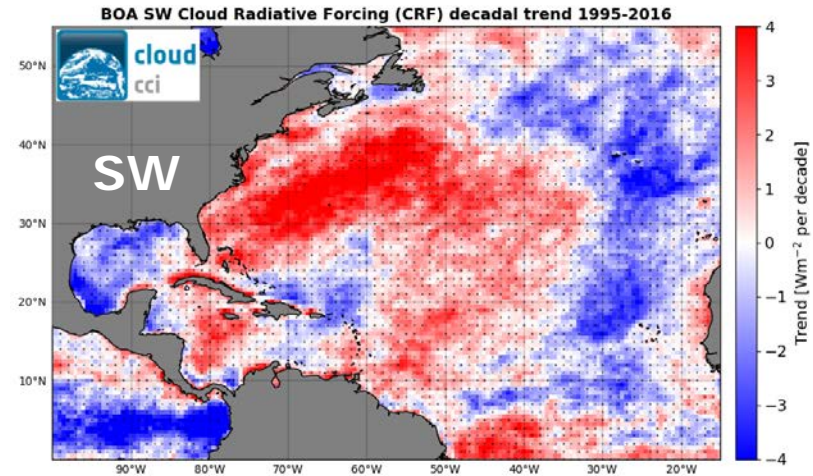 BOA SW Cloud Radiative Forcing (CRF) decadal trend 1995-2016
cloud
cci
SW
50°N
40°N
30°N
20°N
10°N
90°W 80°W 70°W 60°W 50°W 40°W 30°W 20°W
4
3
2
1
0
−1
−2
−3
−4
Trend [Wm⁻² per decade]